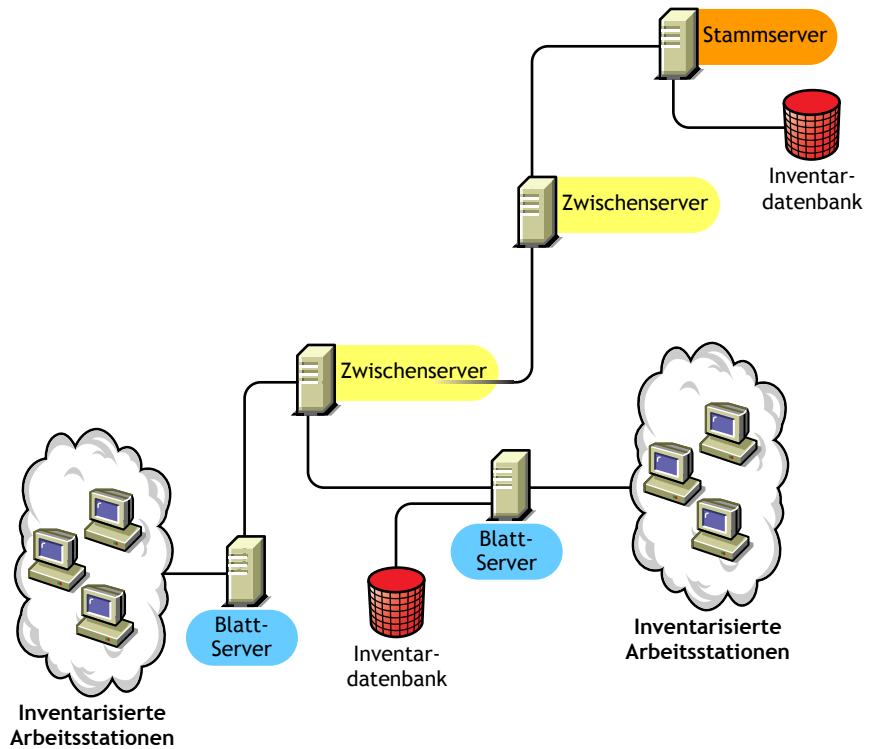 Stammserver
Inventar-
datenbank
Zwischenserver
Zwischenserver
Blatt-
Server
Blatt-
Server
Inventar-
datenbank
Inventarisierte
Arbeitsstationen
Inventarisierte
Arbeitsstationen